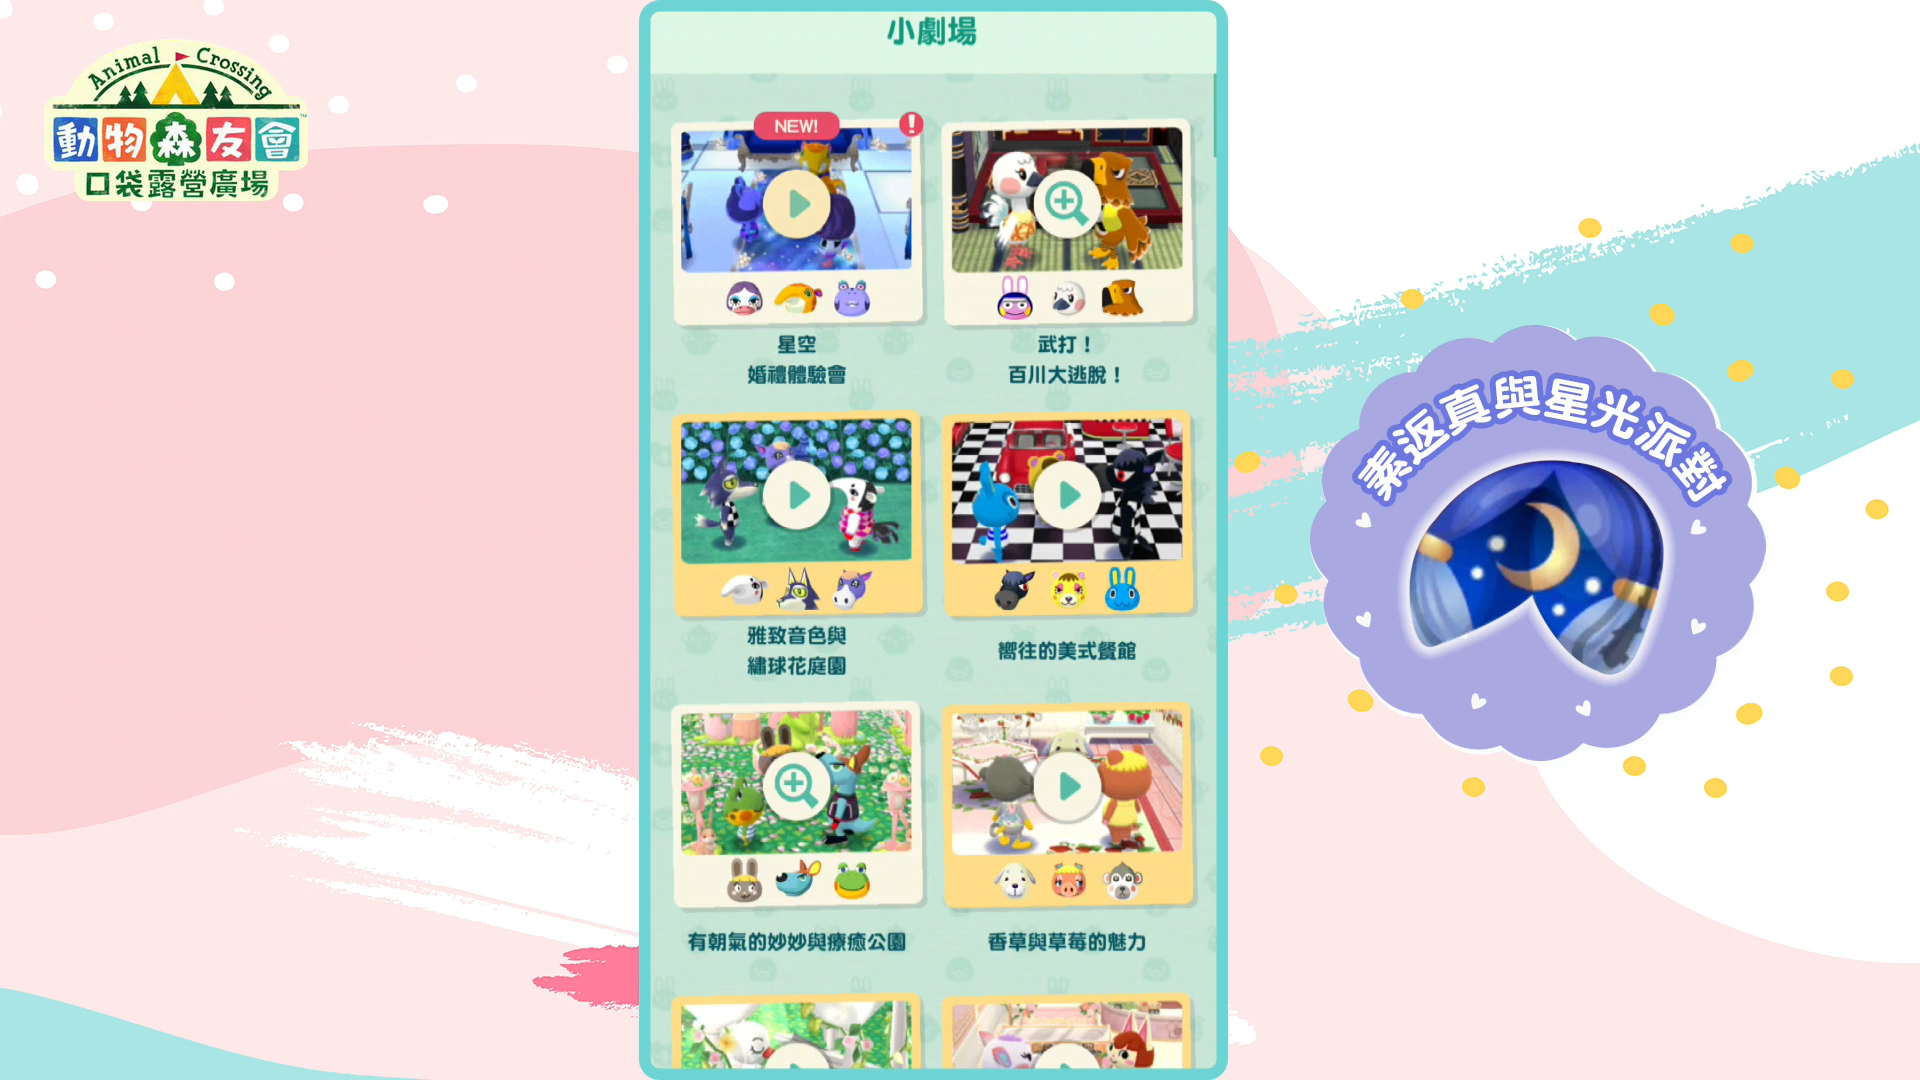 Animal Crossing
動物森友會
™
口袋露營廣場
小劇場
NEW!
!
星空
婚禮體驗會
武打！
百川大逃脫！
雅致音色與
繡球花庭園
嚮往的美式餐館
有朝氣的妙妙與療癒公園
香草與草莓的魅力
素返真與星光派對